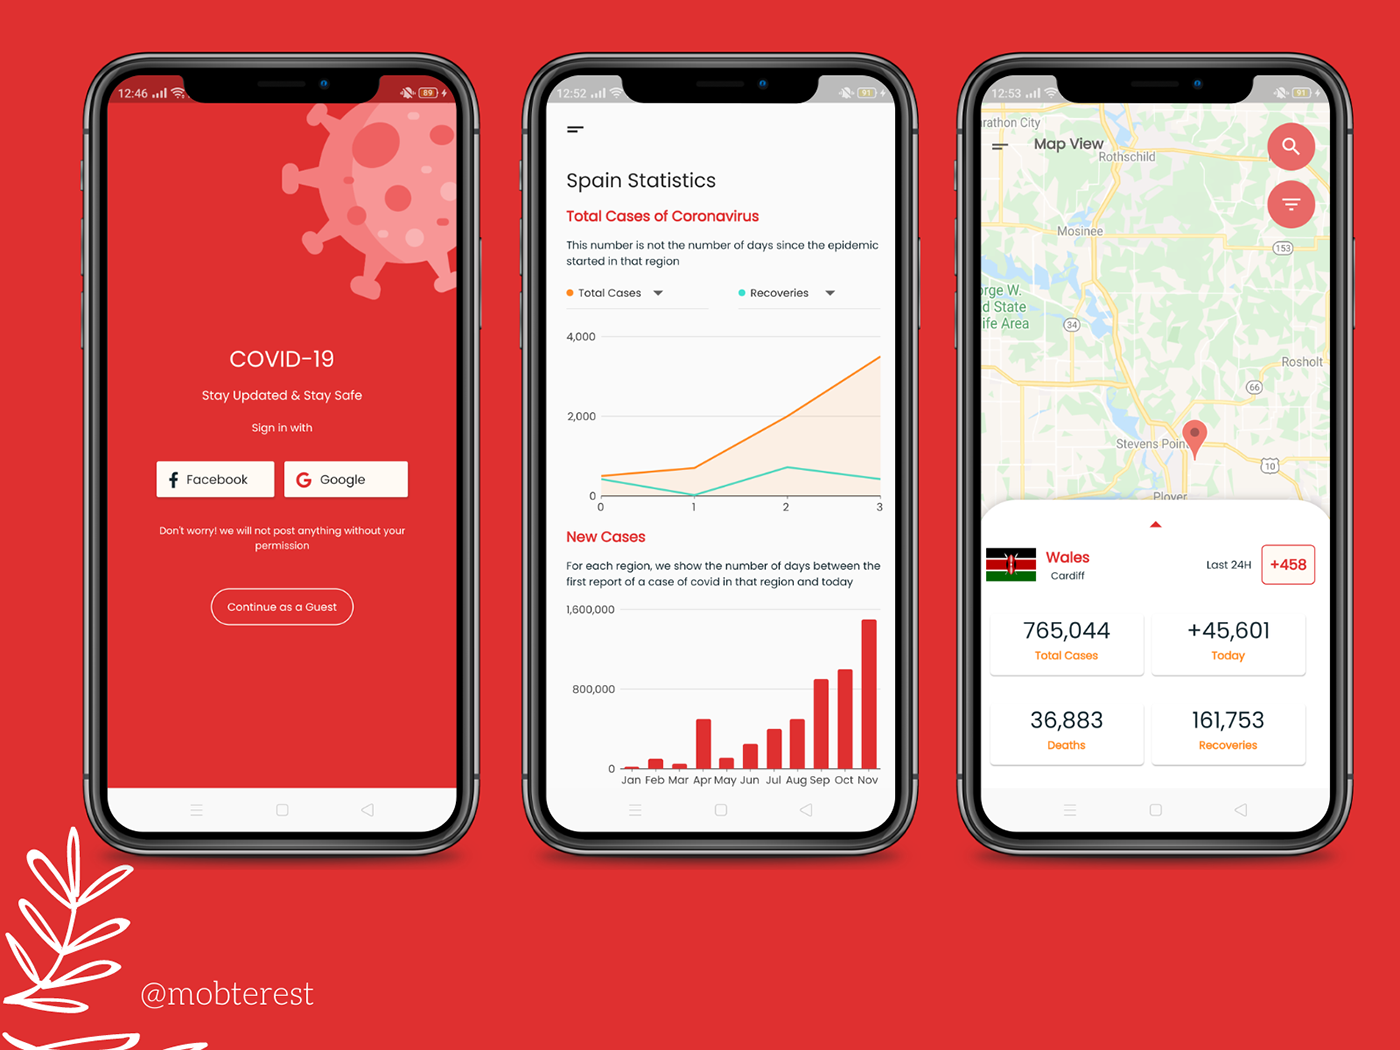 12:46
89
COVID-19
Stay Updated & Stay Safe
Sign in with
Facebook
Google
Don't worry! we will not post anything without your
permission
Continue as a Guest
12:52
91
Spain Statistics
Total Cases of Coronavirus
This number is not the number of days since the epidemic
started in that region
Total Cases
Recoveries
4,000
2,000
0
0 1 2 3
New Cases
For each region, we show the number of days between the
first report of a case of covid in that region and today
1,600,000
800,000
0
Jan Feb Mar Apr May Jun Jul Aug Sep Oct Nov
12:53
91
arathon City
Map View
Rothschild
Mosinee
153
rge W.
d State
ife Area
34
Rosholt
66
Stevens Poin
10
Plover
Wales
Cardiff
Last 24H
+458
765,044
Total Cases
+45,601
Today
36,883
Deaths
161,753
Recoveries
@mobterest